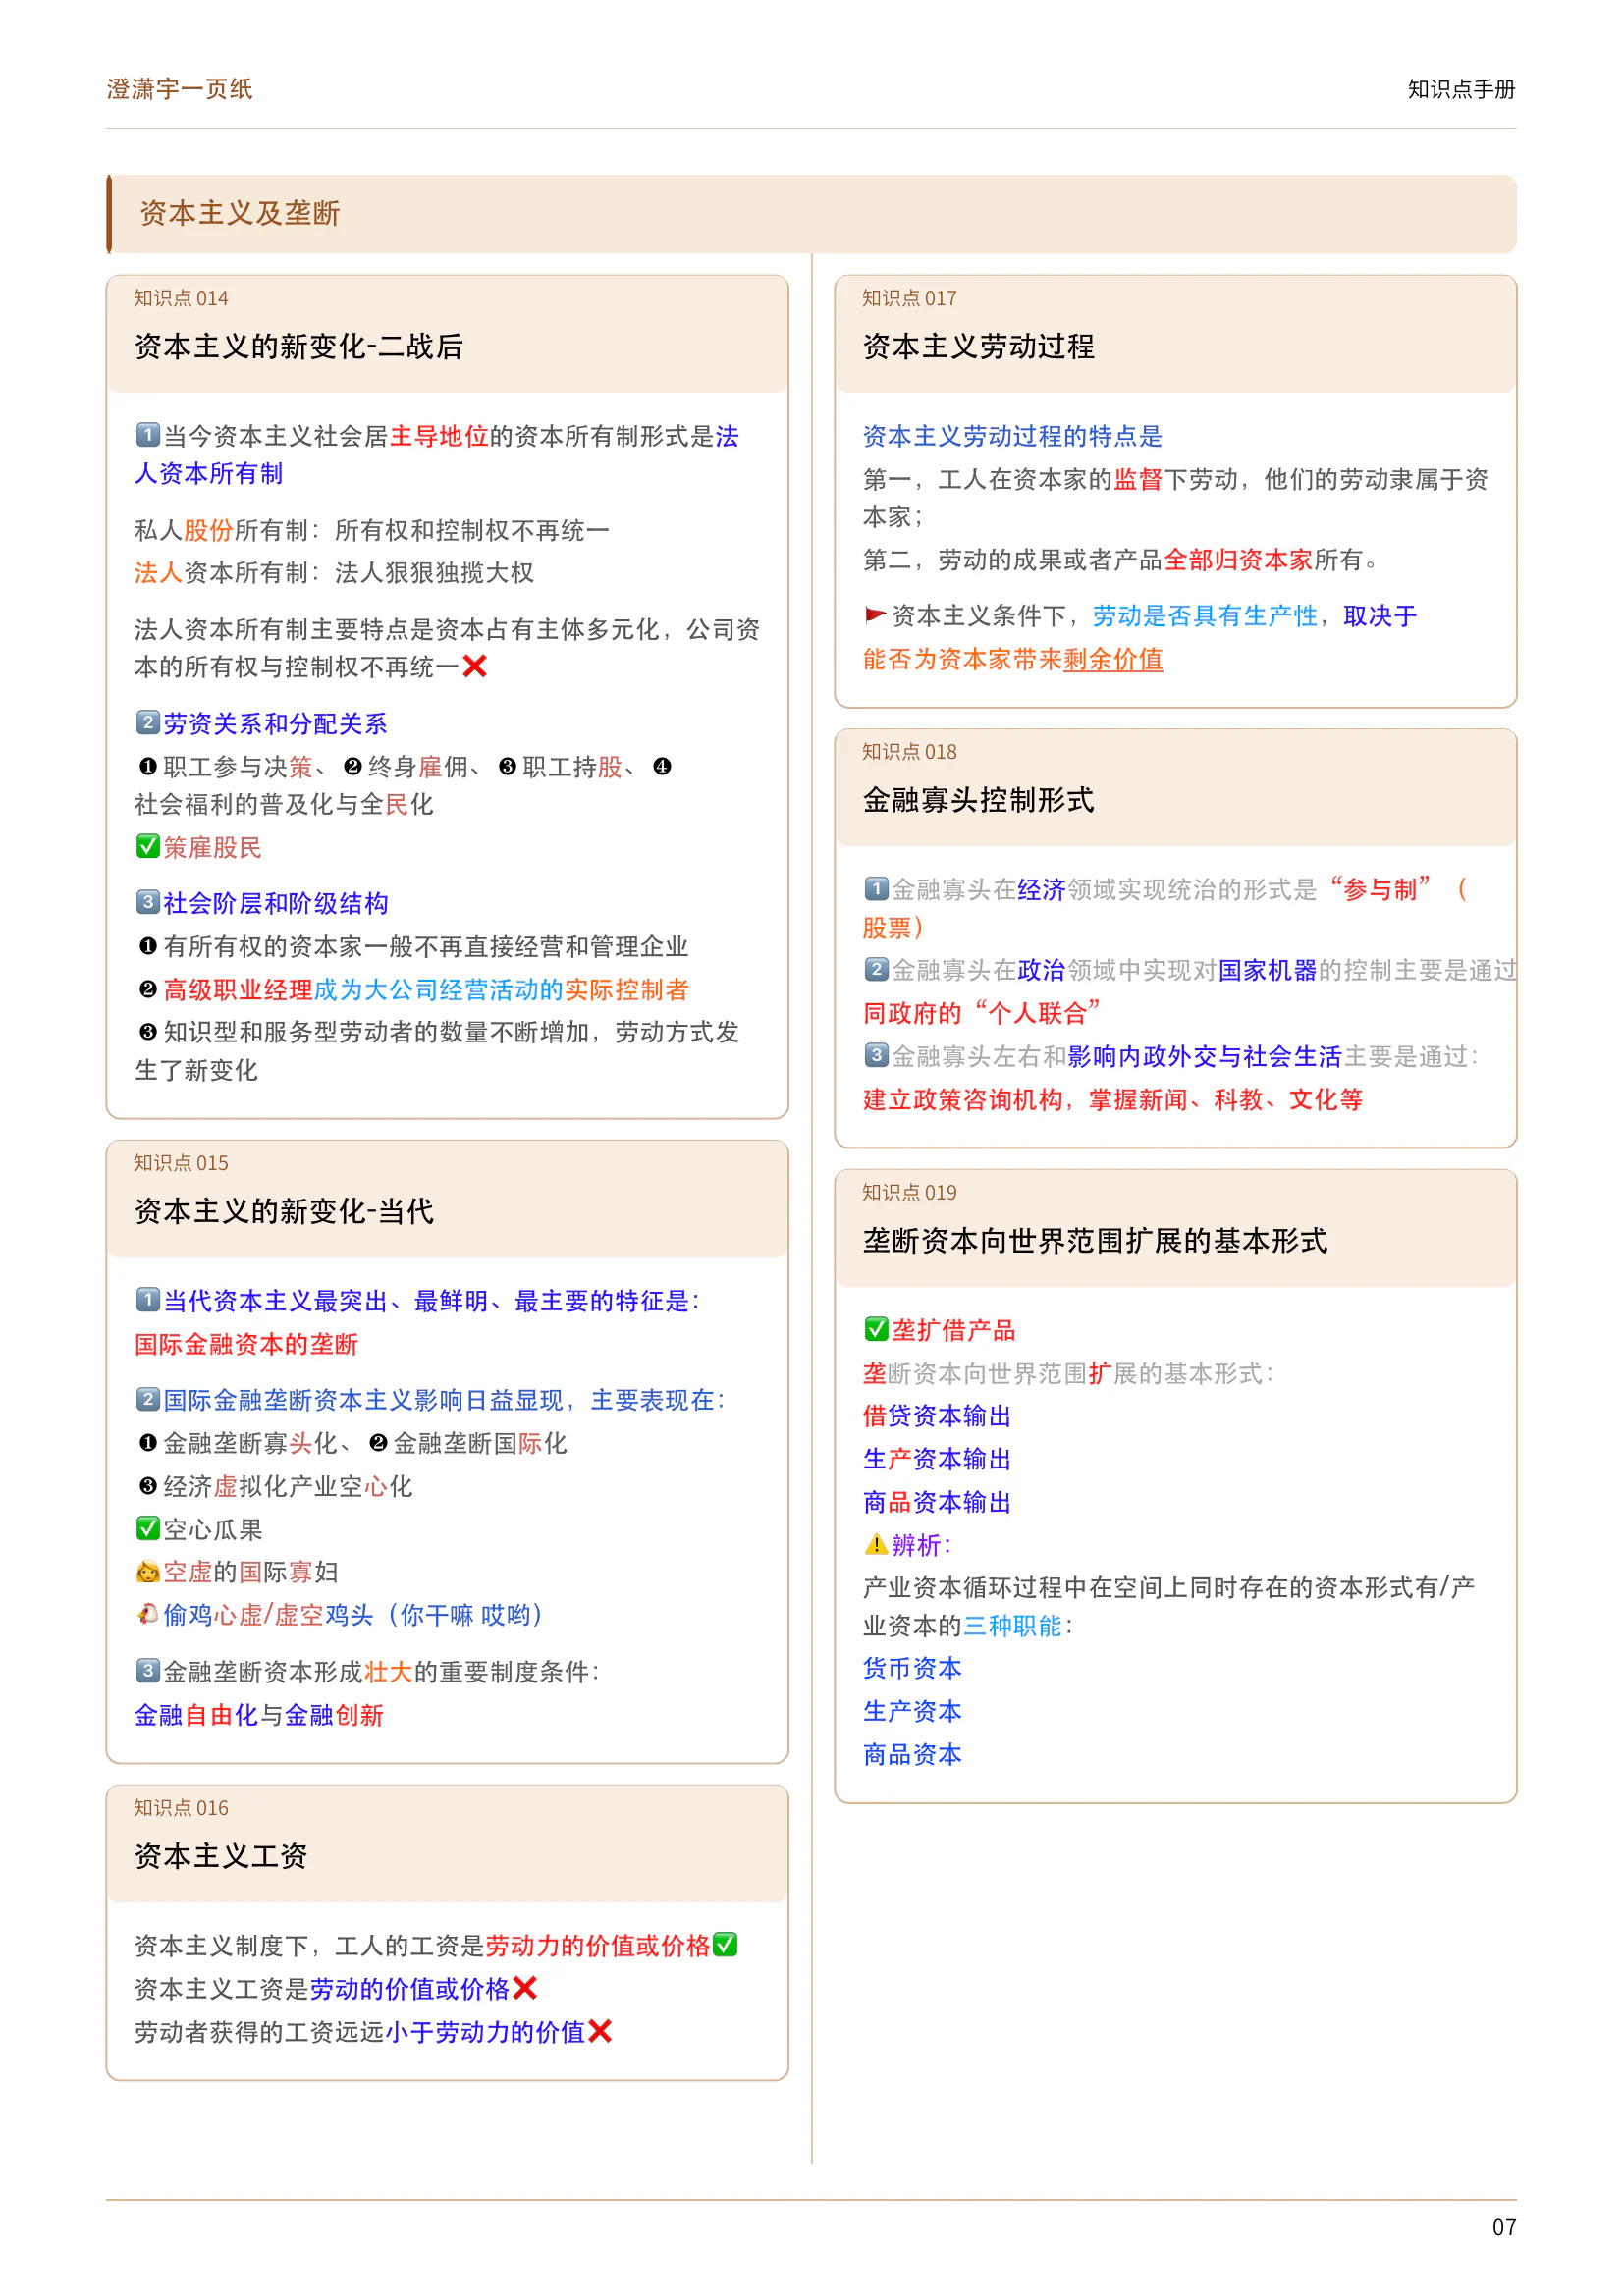 澄潇宇一页纸
知识点手册
资本主义及垄断
知识点 014
资本主义的新变化-二战后
1️⃣当今资本主义社会居主导地位的资本所有制形式是法
人资本所有制
私人股份所有制：所有权和控制权不再统一
法人资本所有制：法人狠狠独揽大权
法人资本所有制主要特点是资本占有主体多元化，公司资
本的所有权与控制权不再统一❌
2️⃣劳资关系和分配关系
❶职工参与决策、❷终身雇佣、❸职工持股、❹
社会福利的普及化与全民化
✅策雇股民
3️⃣社会阶层和阶级结构
❶有所有权的资本家一般不再直接经营和管理企业
❷高级职业经理成为大公司经营活动的实际控制者
❸知识型和服务型劳动者的数量不断增加，劳动方式发
生了新变化
知识点 015
资本主义的新变化-当代
1️⃣当代资本主义最突出、最鲜明、最主要的特征是：
国际金融资本的垄断
2️⃣国际金融垄断资本主义影响日益显现，主要表现在：
❶金融垄断寡头化、❷金融垄断国际化
❸经济虚拟化产业空心化
✅空心瓜果
👩空虚的国际寡妇
🐔偷鸡心虚/虚空鸡头（你干嘛 哎哟）
3️⃣金融垄断资本形成壮大的重要制度条件：
金融自由化与金融创新
知识点 016
资本主义工资
资本主义制度下，工人的工资是劳动力的价值或价格✅
资本主义工资是劳动的价值或价格❌
劳动者获得的工资远远小于劳动力的价值❌
知识点 017
资本主义劳动过程
资本主义劳动过程的特点是
第一，工人在资本家的监督下劳动，他们的劳动隶属于资
本家；
第二，劳动的成果或者产品全部归资本家所有。
🚩资本主义条件下，劳动是否具有生产性，取决于
能否为资本家带来剩余价值
知识点 018
金融寡头控制形式
1️⃣金融寡头在经济领域实现统治的形式是“参与制”（
股票）
2️⃣金融寡头在政治领域中实现对国家机器的控制主要是通过
同政府的“个人联合”
3️⃣金融寡头左右和影响内政外交与社会生活主要是通过：
建立政策咨询机构，掌握新闻、科教、文化等
知识点 019
垄断资本向世界范围扩展的基本形式
✅垄扩借产品
垄断资本向世界范围扩展的基本形式：
借贷资本输出
生产资本输出
商品资本输出
⚠️辨析：
产业资本循环过程中在空间上同时存在的资本形式有/产
业资本的三种职能：
货币资本
生产资本
商品资本
07